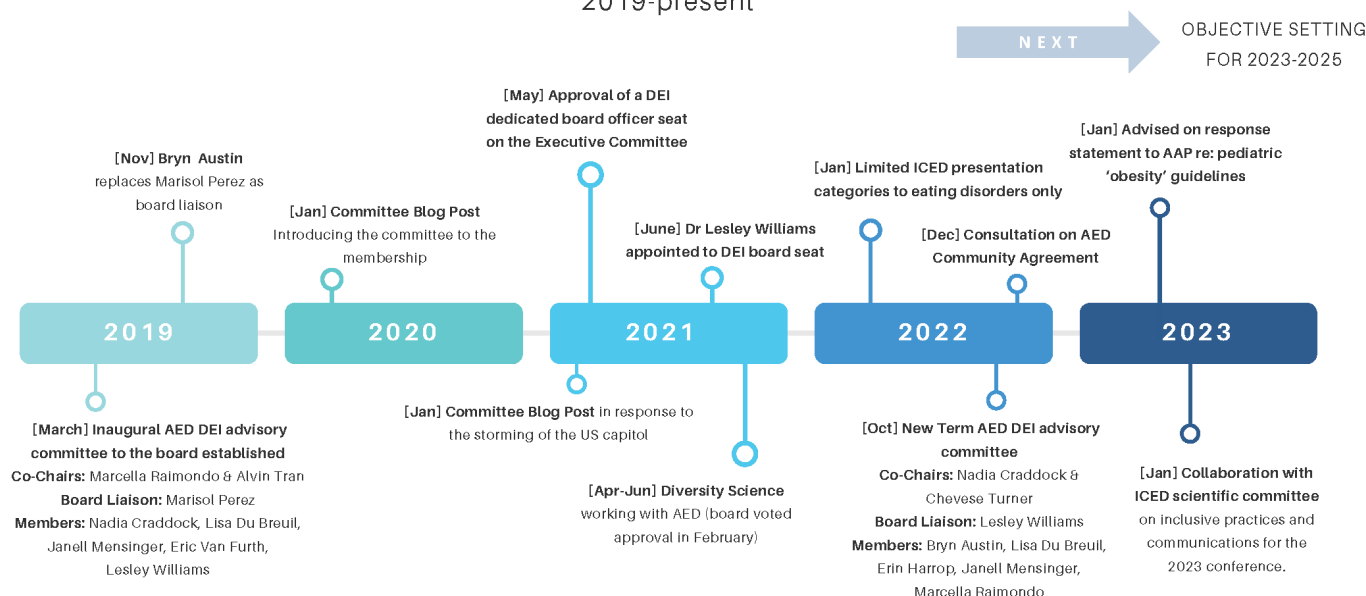 2019-present
NEXT
OBJECTIVE SETTING
FOR 2023-2025
[Nov] Bryn Austin
replaces Marisol Perez as
board liaison
[Jan] Committee Blog Post
Introducing the committee to the
membership
[May] Approval of a DEI
dedicated board officer seat
on the Executive Committee
[June] Dr Lesley Williams
appointed to DEI board seat
[Jan] Limited ICED presentation
categories to eating disorders only
[Dec] Consultation on AED
Community Agreement
[Jan] Advised on response
statement to AAP re: pediatric
‘obesity’ guidelines
2019
2020
2021
2022
2023
[March] Inaugural AED DEI advisory
committee to the board established
Co-Chairs: Marcella Raimondo & Alvin Tran
Board Liaison: Marisol Perez
Members: Nadia Craddock, Lisa Du Breuil,
Janell Mensinger, Eric Van Furth,
Lesley Williams
[Jan] Committee Blog Post in response to
the storming of the US capitol
[Apr-Jun] Diversity Science
working with AED (board voted
approval in February)
[Oct] New Term AED DEI advisory
committee
Co-Chairs: Nadia Craddock &
Chevese Turner
Board Liaison: Lesley Williams
Members: Bryn Austin, Lisa Du Breuil,
Erin Harrop, Janell Mensinger,
Marcella Raimondo
[Jan] Collaboration with
ICED scientific committee
on inclusive practices and
communications for the
2023 conference.